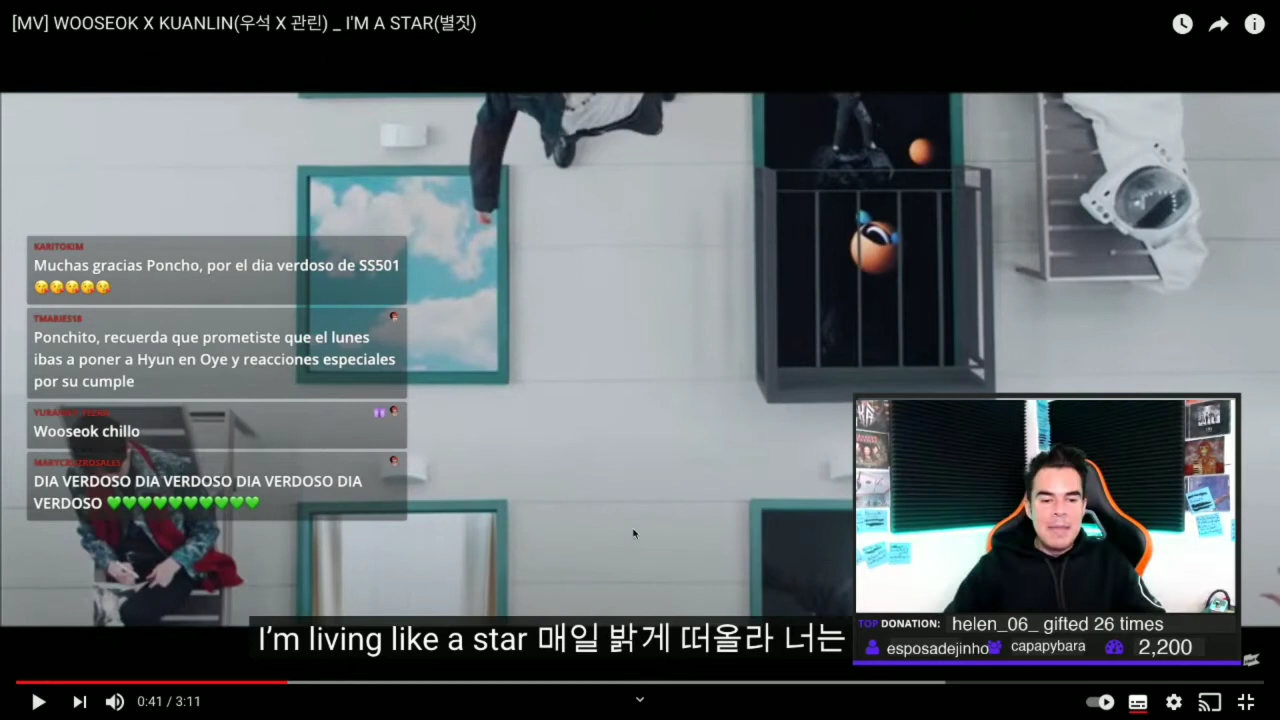 [MV] WOOSEOK X KUANLIN(우석 X 관린) _ I'M A STAR(별짓)
KARITOKIM
Muchas gracias Poncho, por el dia verdoso de SS501
😘😘😘😘😘
TMARIES18
Ponchito, recuerda que prometiste que el lunes
ibas a poner a Hyun en Oye y reacciones especiales
por su cumple
Wooseok chillo
DIA VERDOSO DIA VERDOSO DIA VERDOSO DIA
VERDOSO 💚💚💚💚💚💚💚💚💚💚
I'm living like a star 매일 밝게 떠올라 너는
TOP DONATION: helen_06_ gifted 26 times
esposadejinho capapybara 2,200
0:41 / 3:11